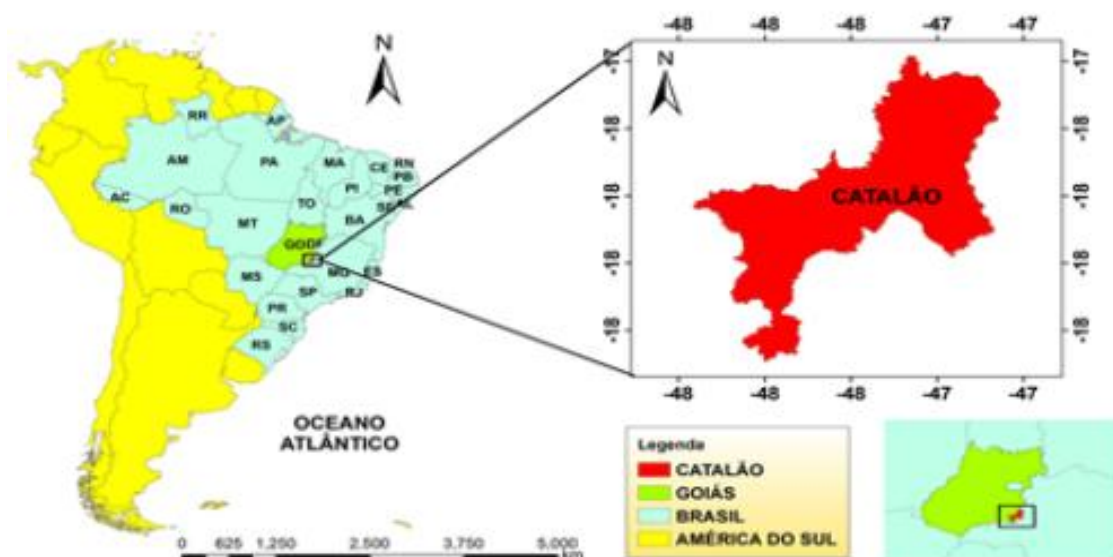 N
RR
AP
AM
PA
MA
CE
RN
PB
PE
PI
AC
TO
SE
AL
RO
BA
MT
GO
DF
MS
MG
ES
SP
RJ
PR
SC
RS
OCEANO
ATLÂNTICO
0 625 1.250 2.500 3.750 5.000
km
-48 -48 -48 -47 -47
N
-17
-18
-18
-18
-18
CATALÃO
-17
-18
-18
-18
-18
-48 -48 -48 -47 -47
Legenda
CATALÃO
GOIÁS
BRASIL
AMÉRICA DO SUL